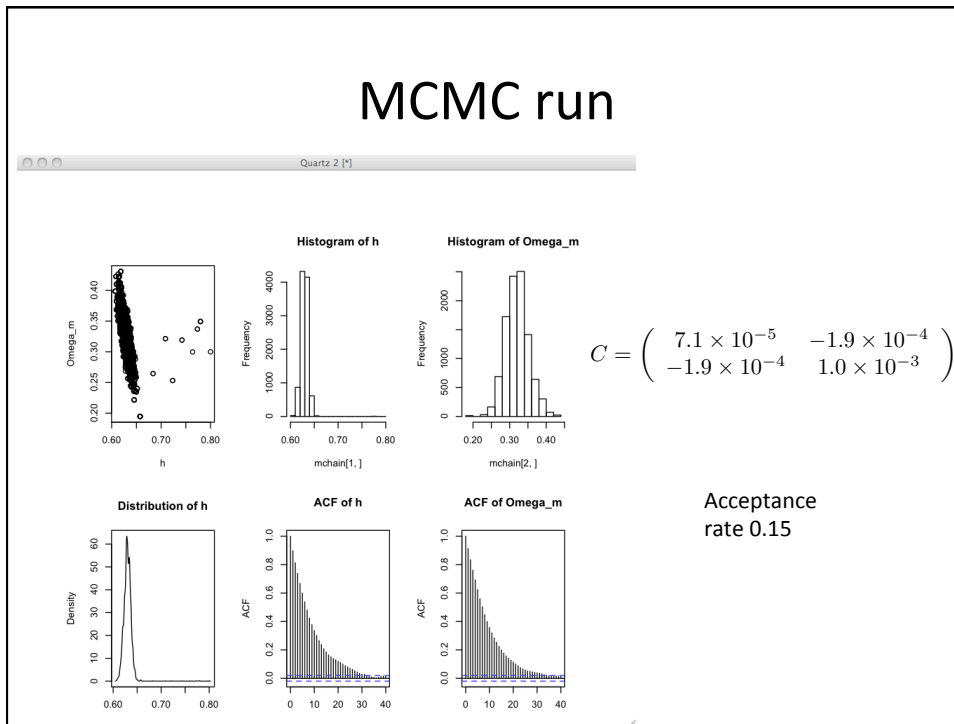 MCMC run
Quartz 2 [*]
Omega_m
0.20 0.25 0.30 0.35 0.40
0.60 0.70 0.80
h
Histogram of h
Frequency
0 1000 2000 3000 4000
0.60 0.70 0.80
mchain[1, ]
Histogram of Omega_m
Frequency
0 500 1000 2000
0.20 0.30 0.40
mchain[2, ]
C = ( 7.1 × 10⁻⁵ −1.9 × 10⁻⁴
−1.9 × 10⁻⁴ 1.0 × 10⁻³ )
Distribution of h
Density
0 10 20 30 40 50 60
0.60 0.70 0.80
ACF of h
ACF
0.0 0.2 0.4 0.6 0.8 1.0
0 10 20 30 40
ACF of Omega_m
ACF
0.0 0.2 0.4 0.6 0.8 1.0
0 10 20 30 40
Acceptance
rate 0.15